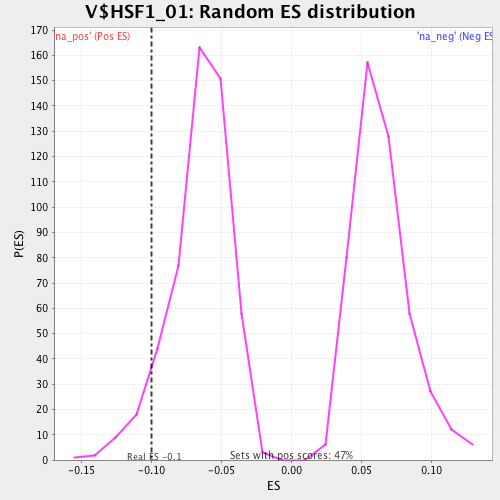 V$HSF1_01: Random ES distribution
na_pos' (Pos ES)
'na_neg' (Neg ES
170
160
150
140
130
120
110
100
90
80
70
60
50
40
30
20
10
0
P(ES)
Real ES -0.1
Sets with pos scores: 47%
-0.15 -0.10 -0.05 0.00 0.05 0.10
ES